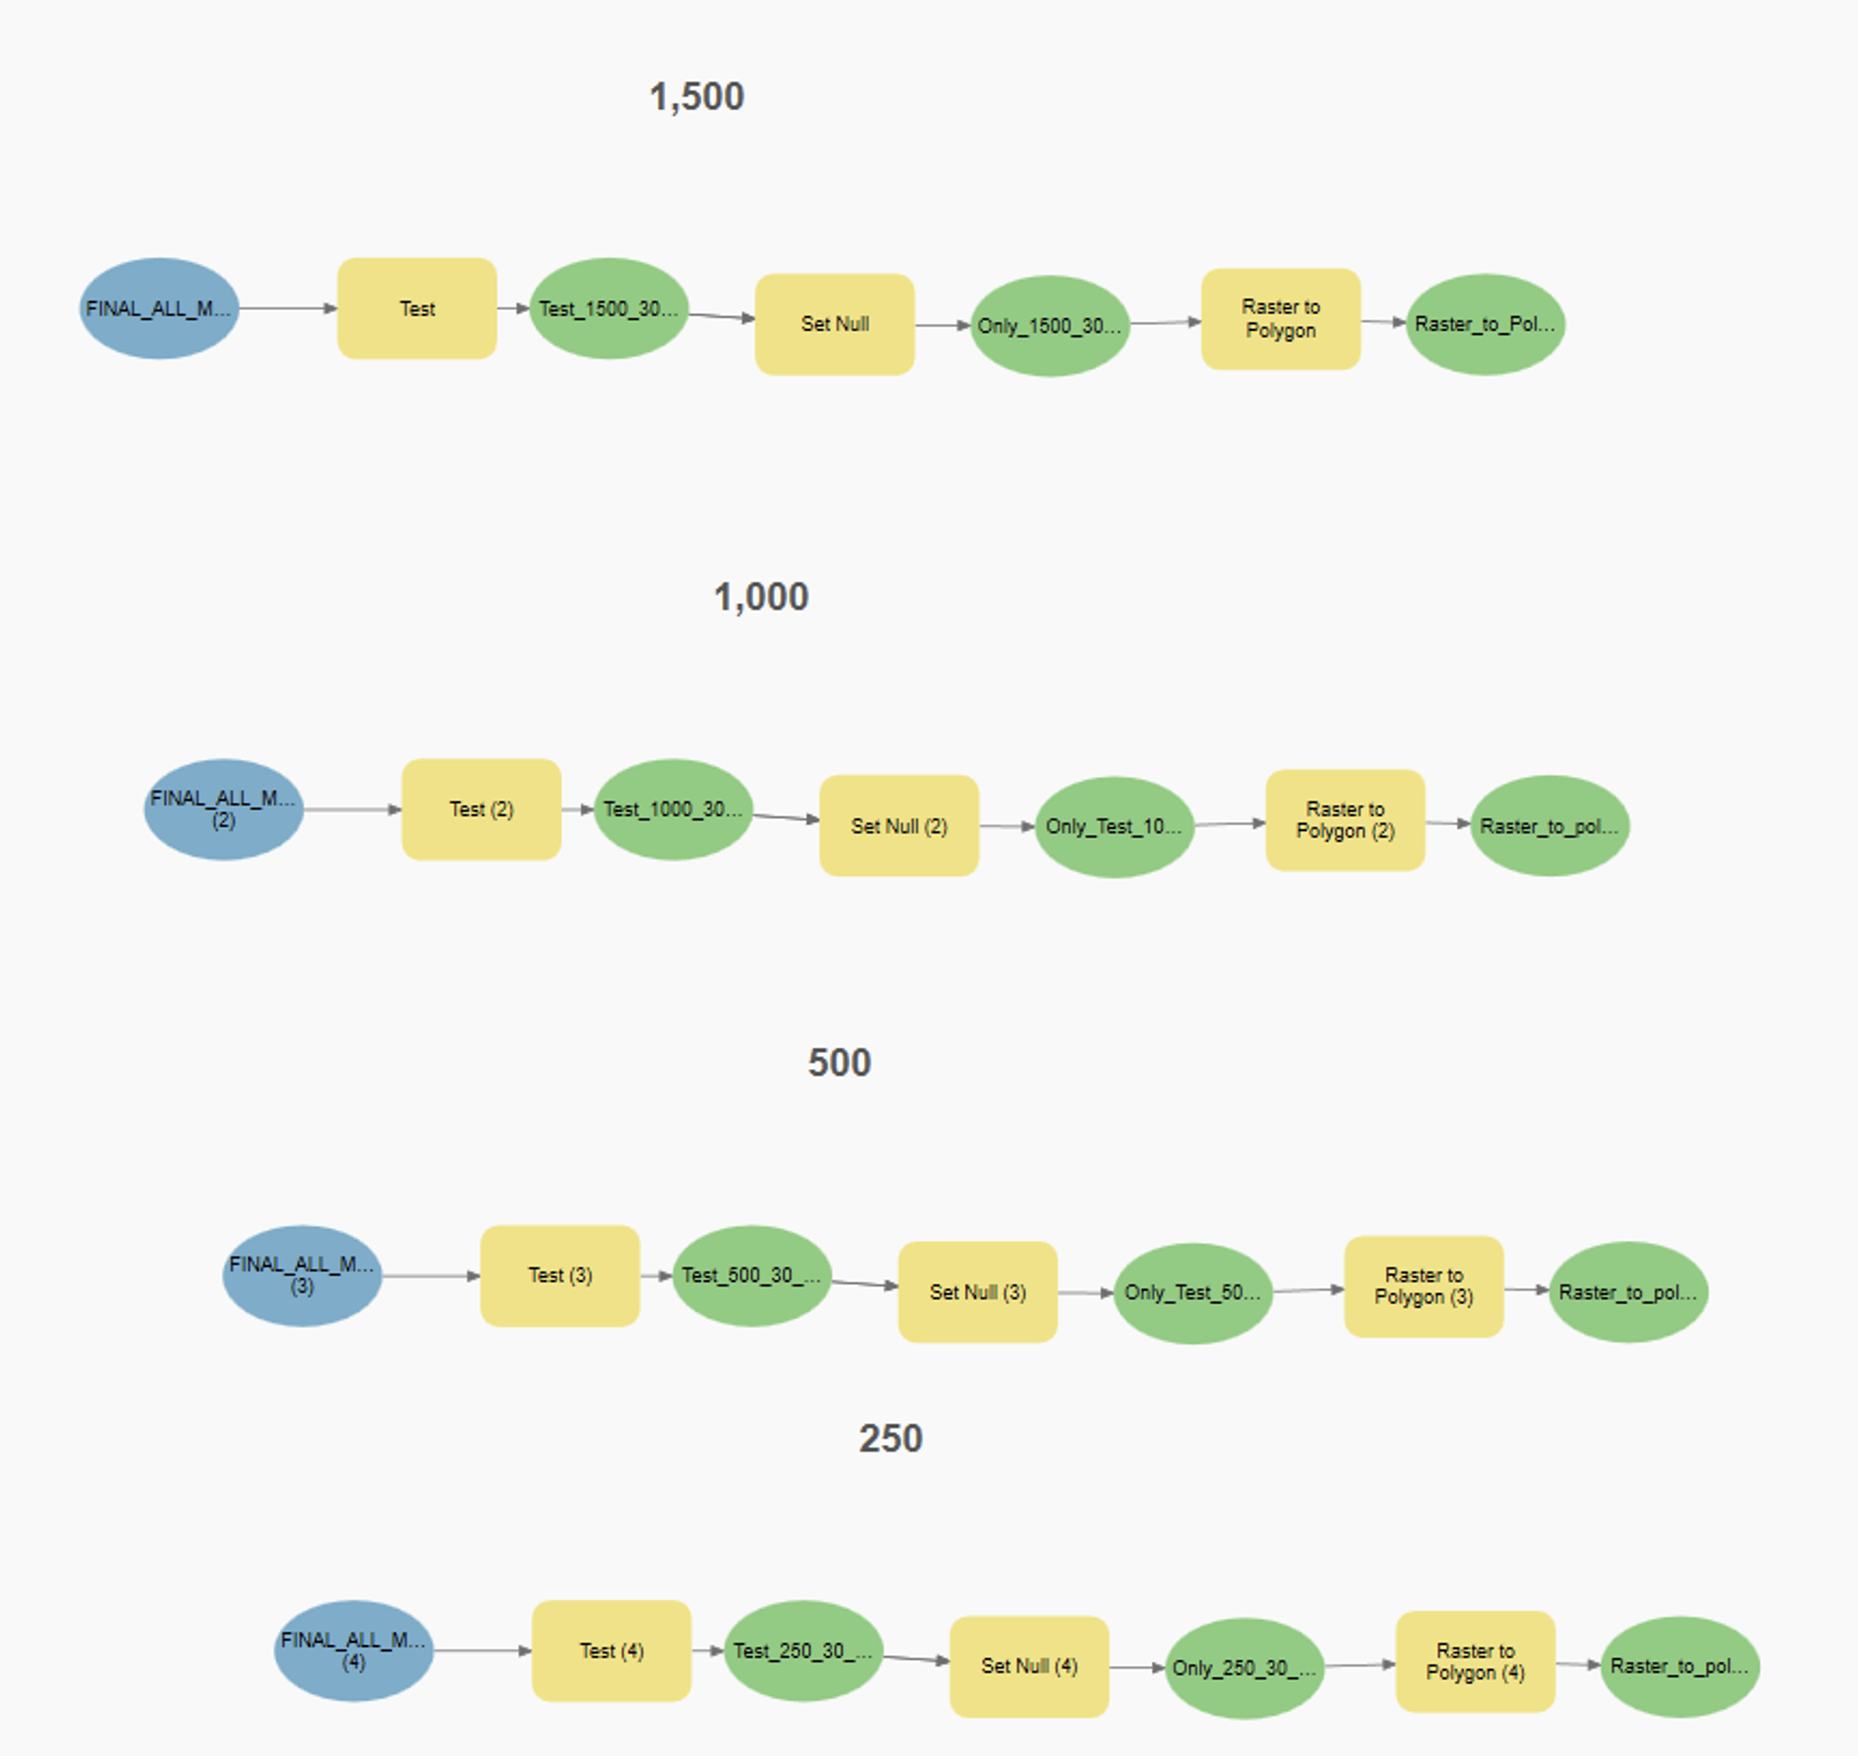 1,500
FINAL_ALL_M...
Test
Test_1500_30...
Set Null
Only_1500_30...
Raster to
Polygon
Raster_to_Pol...
1,000
FINAL_ALL_M...
(2)
Test (2)
Test_1000_30...
Set Null (2)
Only_Test_10...
Raster to
Polygon (2)
Raster_to_pol...
500
FINAL_ALL_M...
(3)
Test (3)
Test_500_30_...
Set Null (3)
Only_Test_50...
Raster to
Polygon (3)
Raster_to_pol...
250
FINAL_ALL_M...
(4)
Test (4)
Test_250_30_...
Set Null (4)
Only_250_30_...
Raster to
Polygon (4)
Raster_to_pol...